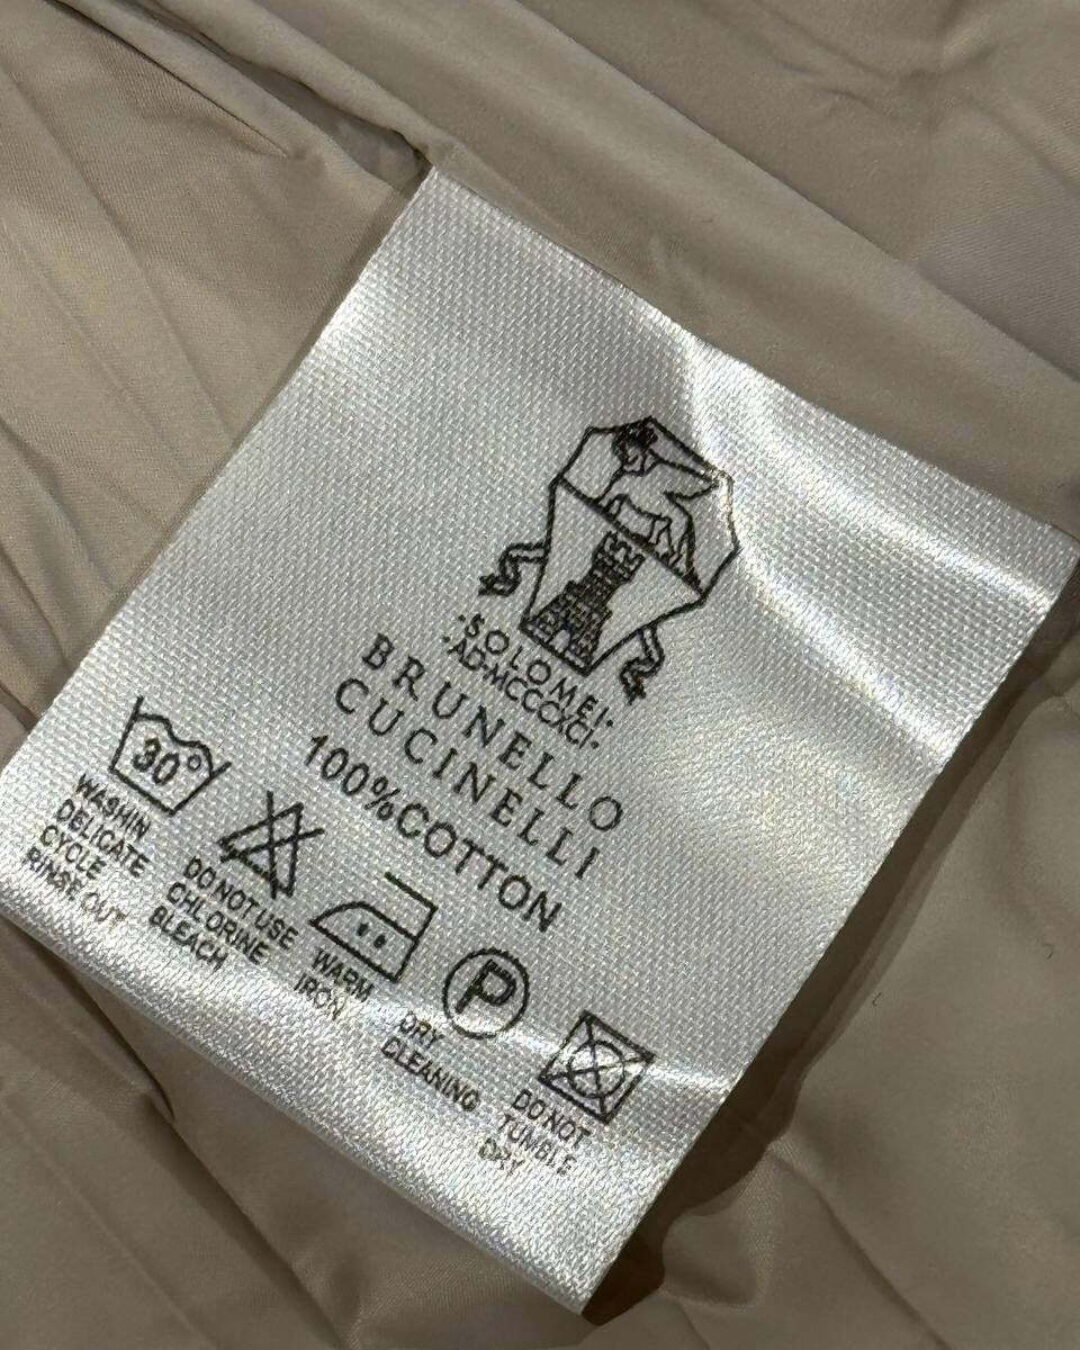 ·SOLOMEI·
·AD·MCCCXCI·
BRUNELLO
CUCINELLI
100%COTTON
30°
WASHIN
DELICATE
CYCLE
RINSE OUT
DO NOT USE
CHLORINE
BLEACH
WARM
IRON
P
DRY
CLEANING
DO NOT
TUMBLE
DRY